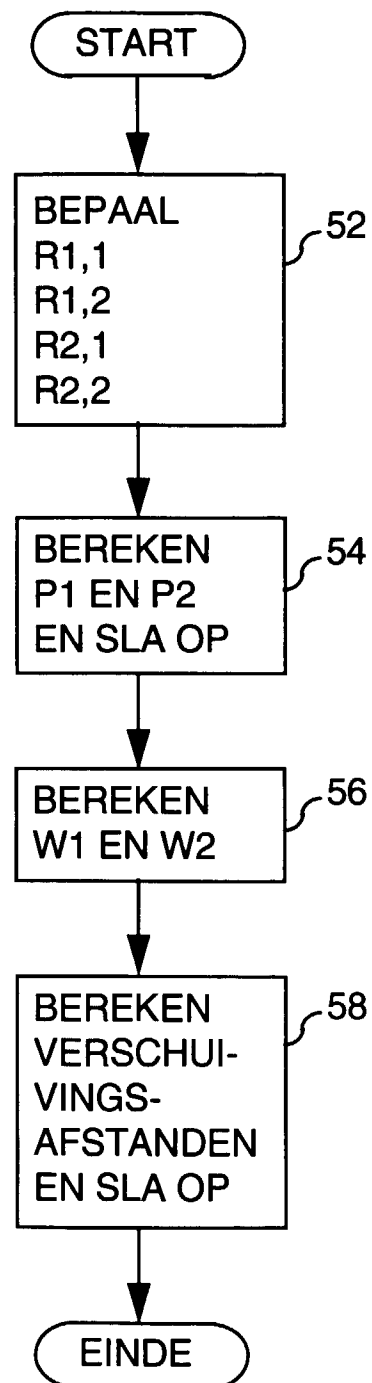 START
BEPAAL
R1,1
R1,2
R2,1
R2,2
52
BEREKEN
P1 EN P2
EN SLA OP
54
BEREKEN
W1 EN W2
56
BEREKEN
VERSCHUI-
VINGS-
AFSTANDEN
EN SLA OP
58
EINDE